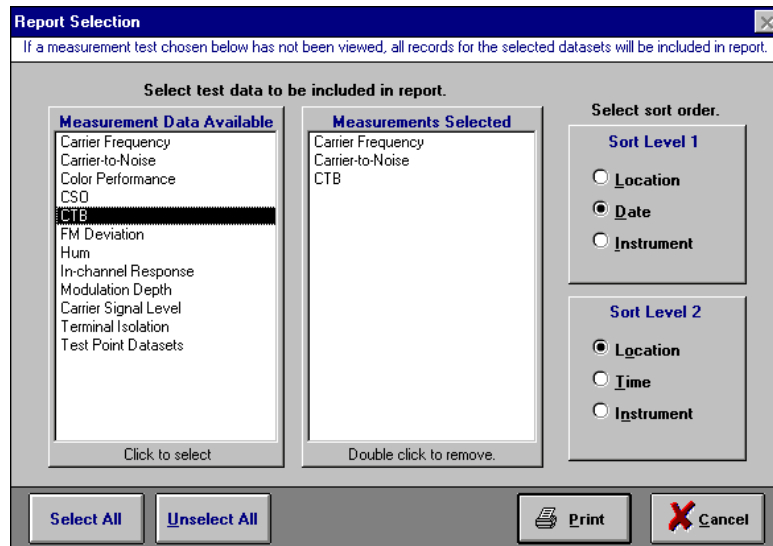 Report Selection
If a measurement test chosen below has not been viewed, all records for the selected datasets will be included in report.
Select test data to be included in report.
Measurement Data Available
Carrier Frequency
Carrier-to-Noise
Color Performance
CSO
CTB
FM Deviation
Hum
In-channel Response
Modulation Depth
Carrier Signal Level
Terminal Isolation
Test Point Datasets
Click to select
Measurements Selected
Carrier Frequency
Carrier-to-Noise
CTB
Double click to remove.
Select sort order.
Sort Level 1
Location
Date
Instrument
Sort Level 2
Location
Time
Instrument
Select All
Unselect All
Print
Cancel